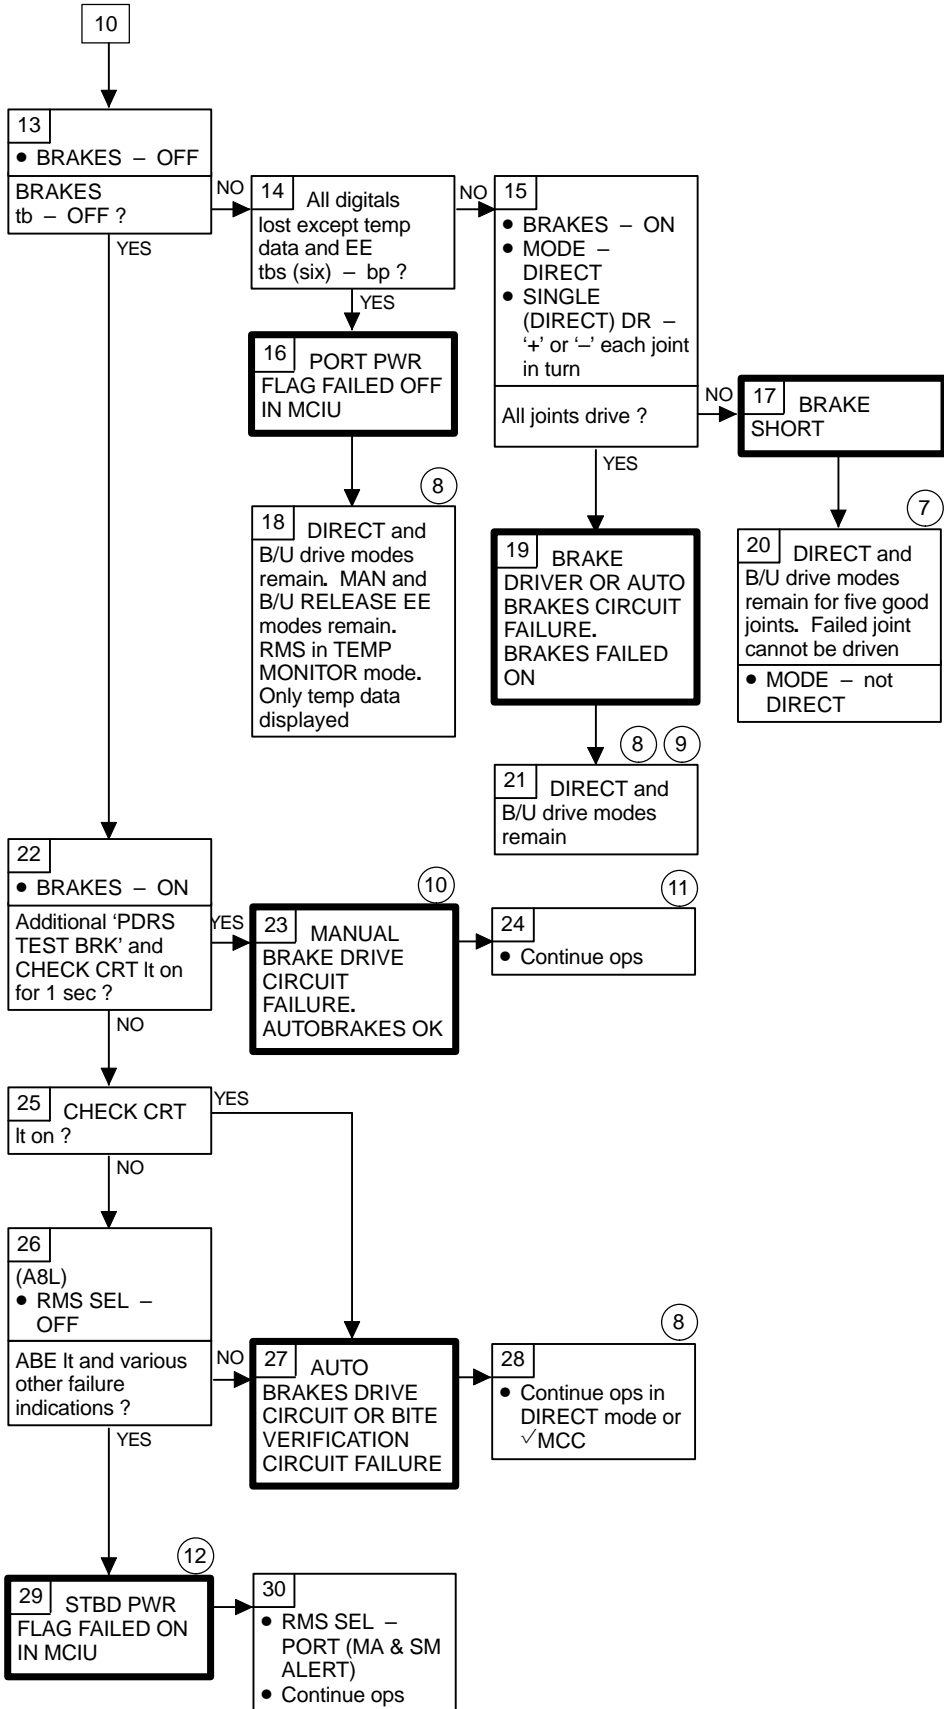 10
13
• BRAKES – OFF
BRAKES
tb – OFF ?
NO
YES
14 All digitals
lost except temp
data and EE
tbs (six) – bp ?
NO
YES
15
• BRAKES – ON
• MODE –
DIRECT
• SINGLE
(DIRECT) DR –
‘+’ or ‘–’ each joint
in turn
All joints drive ?
NO
YES
16 PORT PWR
FLAG FAILED OFF
IN MCIU
17 BRAKE
SHORT
8
18 DIRECT and
B/U drive modes
remain. MAN and
B/U RELEASE EE
modes remain.
RMS in TEMP
MONITOR mode.
Only temp data
displayed
19 BRAKE
DRIVER OR AUTO
BRAKES CIRCUIT
FAILURE.
BRAKES FAILED
ON
7
20 DIRECT and
B/U drive modes
remain for five good
joints. Failed joint
cannot be driven
• MODE – not
DIRECT
8 9
21 DIRECT and
B/U drive modes
remain
22
• BRAKES – ON
Additional ‘PDRS
TEST BRK’ and
CHECK CRT lt on
for 1 sec ?
YES
NO
10
23 MANUAL
BRAKE DRIVE
CIRCUIT
FAILURE.
AUTOBRAKES OK
11
24
• Continue ops
25 CHECK CRT
lt on ?
YES
NO
26
(A8L)
• RMS SEL –
OFF
ABE lt and various
other failure
indications ?
NO
YES
27 AUTO
BRAKES DRIVE
CIRCUIT OR BITE
VERIFICATION
CIRCUIT FAILURE
8
28
• Continue ops in
DIRECT mode or
√MCC
12
29 STBD PWR
FLAG FAILED ON
IN MCIU
30
• RMS SEL –
PORT (MA & SM
ALERT)
• Continue ops